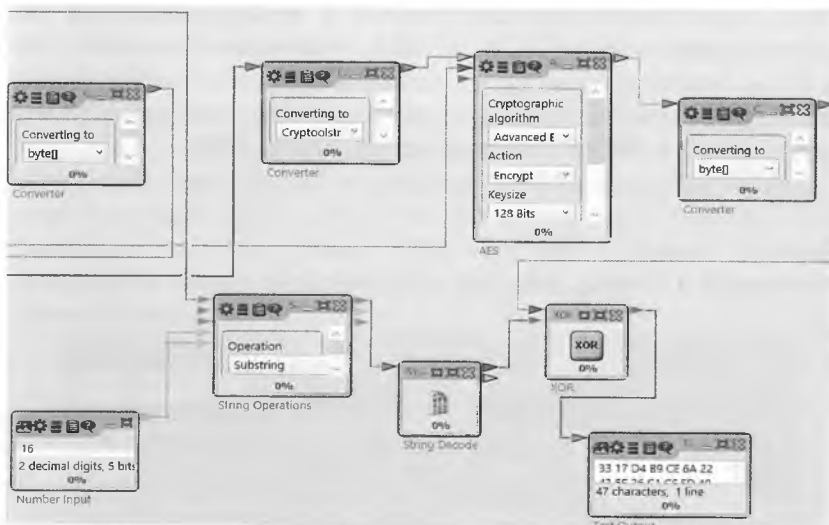 Converting to
byte[]
0%
Converter
Converting to
CryptoolStr
0%
Converter
Cryptographic
algorithm
Advanced E
Action
Encrypt
Keysize
128 Bits
0%
AES
Converting to
byte[]
0%
Converter
Operation
Substring
0%
String Operations
0%
String Decode
XOR
XOR
0%
XOR
16
2 decimal digits, 5 bits
0%
Number Input
33 17 D4 B9 CE 6A 22
47 characters, 1 line
0%